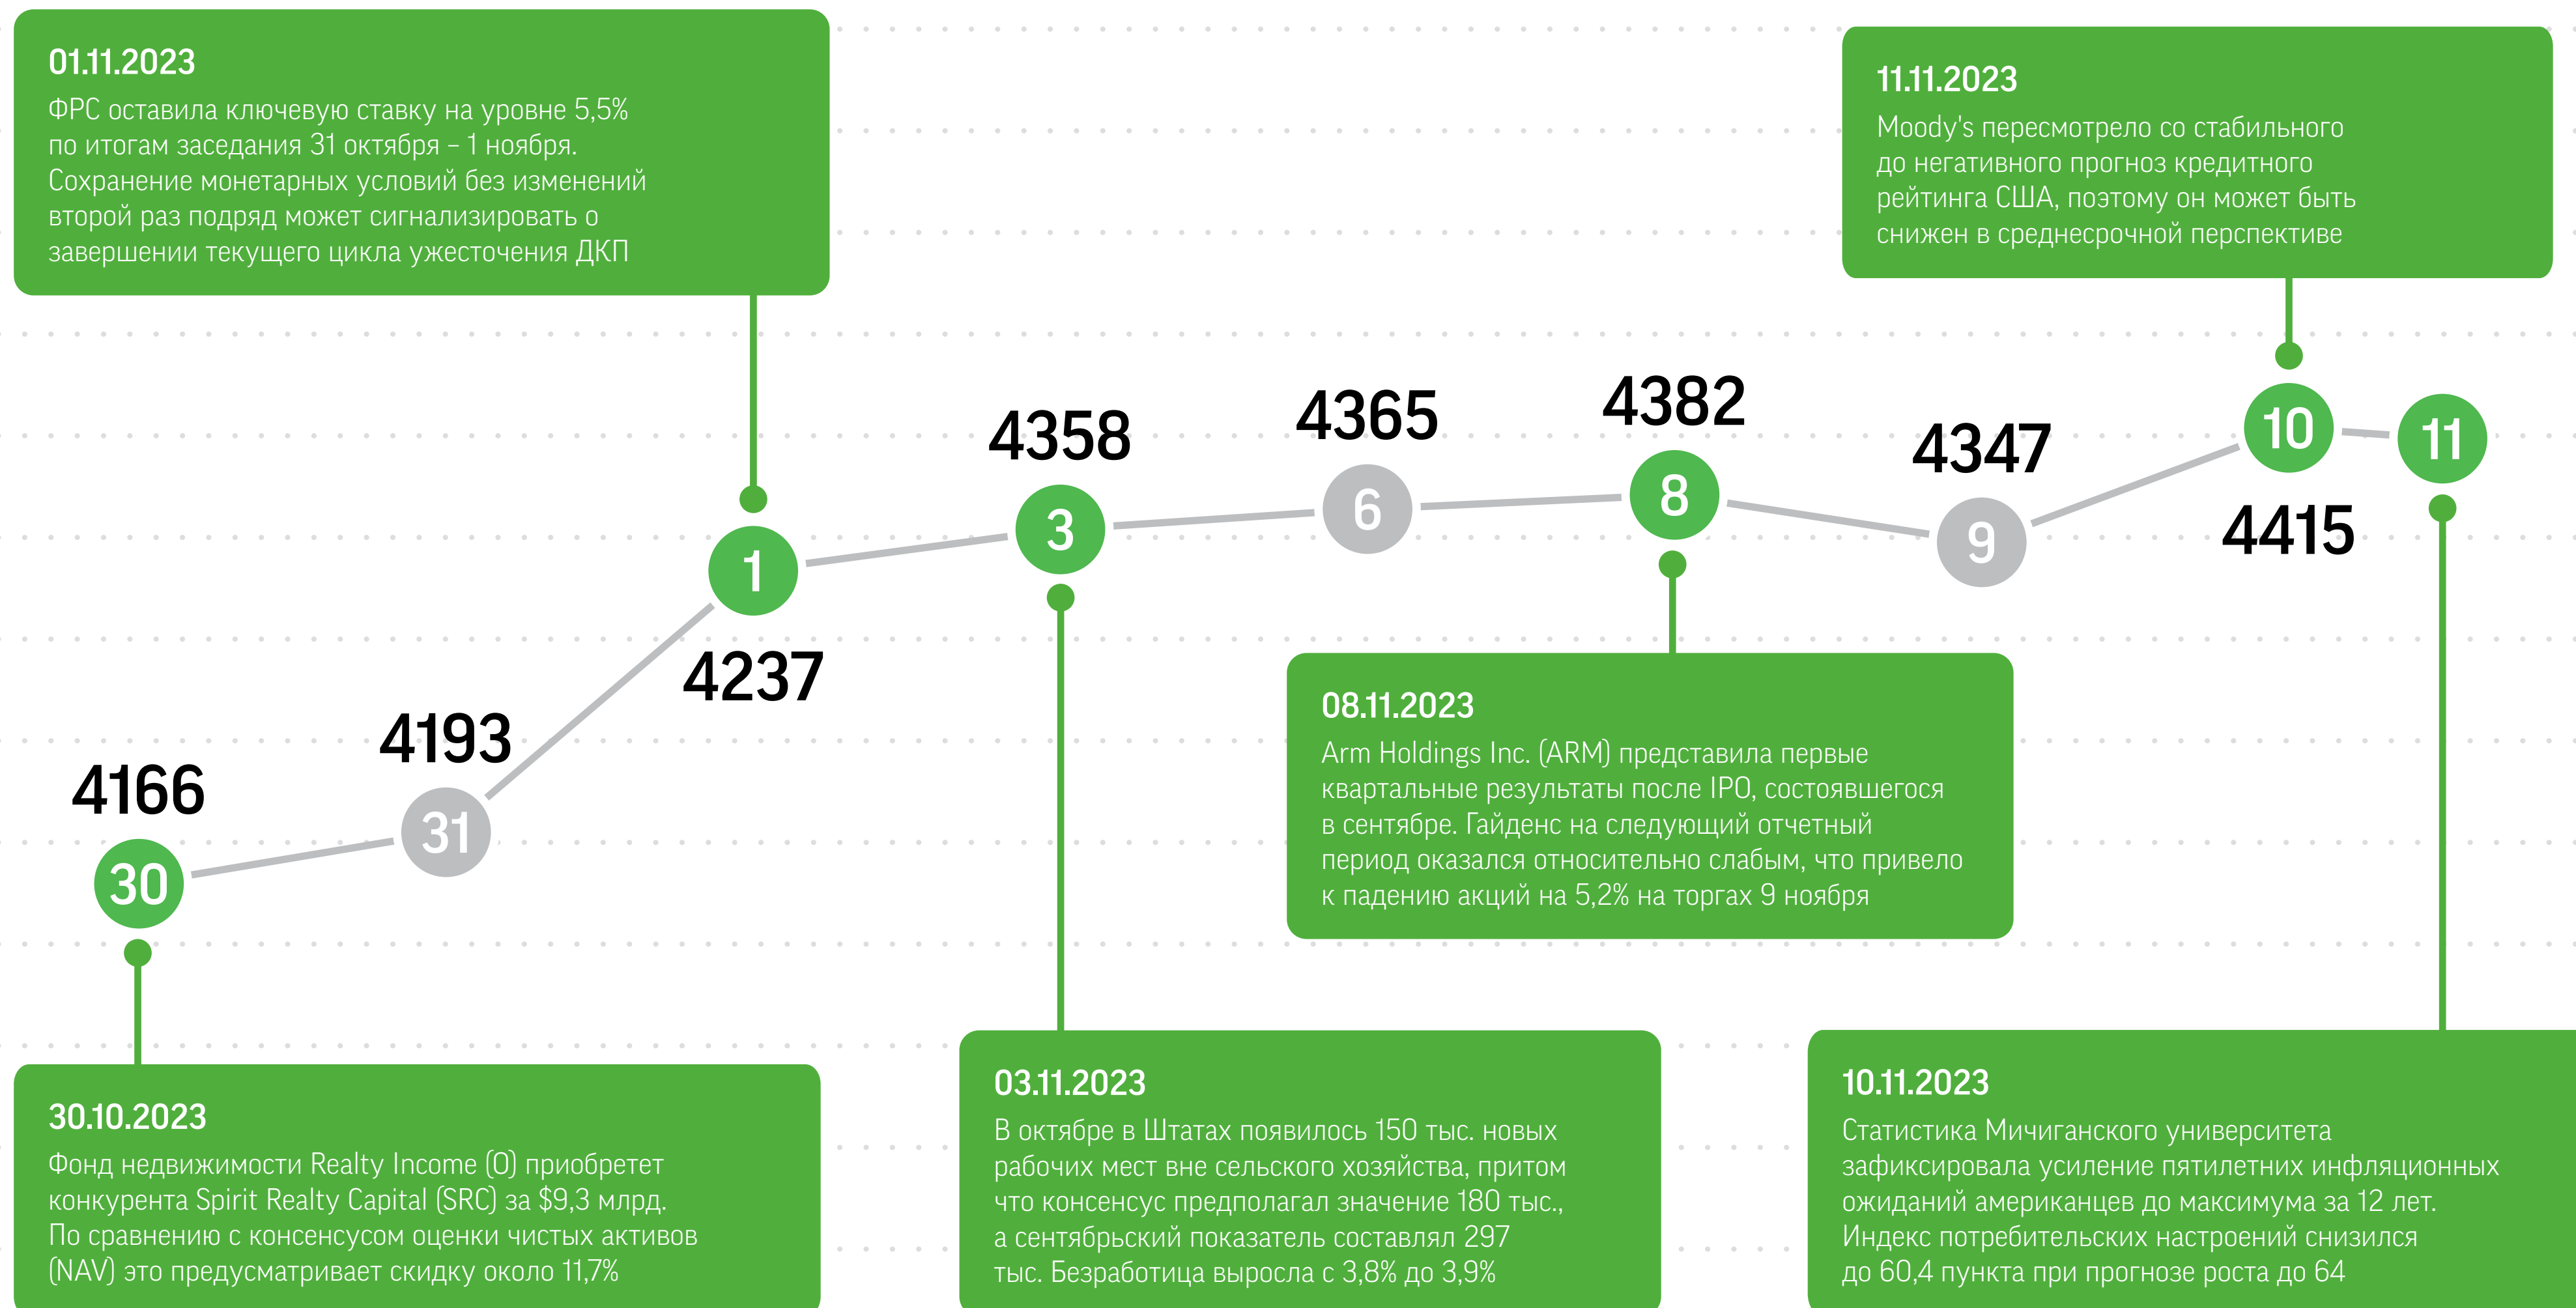 01.11.2023
ФРС оставила ключевую ставку на уровне 5,5%
по итогам заседания 31 октября – 1 ноября.
Сохранение монетарных условий без изменений
второй раз подряд может сигнализировать о
завершении текущего цикла ужесточения ДКП
11.11.2023
Moody's пересмотрело со стабильного
до негативного прогноз кредитного
рейтинга США, поэтому он может быть
снижен в среднесрочной перспективе
4166
30
4193
31
1
4237
4358
3
4365
6
4382
8
4347
9
10
4415
11
08.11.2023
Arm Holdings Inc. (ARM) представила первые
квартальные результаты после IPO, состоявшегося
в сентябре. Гайденс на следующий отчетный
период оказался относительно слабым, что привело
к падению акций на 5,2% на торгах 9 ноября
30.10.2023
Фонд недвижимости Realty Income (O) приобретет
конкурента Spirit Realty Capital (SRC) за $9,3 млрд.
По сравнению с консенсусом оценки чистых активов
(NAV) это предусматривает скидку около 11,7%
03.11.2023
В октябре в Штатах появилось 150 тыс. новых
рабочих мест вне сельского хозяйства, притом
что консенсус предполагал значение 180 тыс.,
а сентябрьский показатель составлял 297
тыс. Безработица выросла с 3,8% до 3,9%
10.11.2023
Статистика Мичиганского университета
зафиксировала усиление пятилетних инфляционных
ожиданий американцев до максимума за 12 лет.
Индекс потребительских настроений снизился
до 60,4 пункта при прогнозе роста до 64